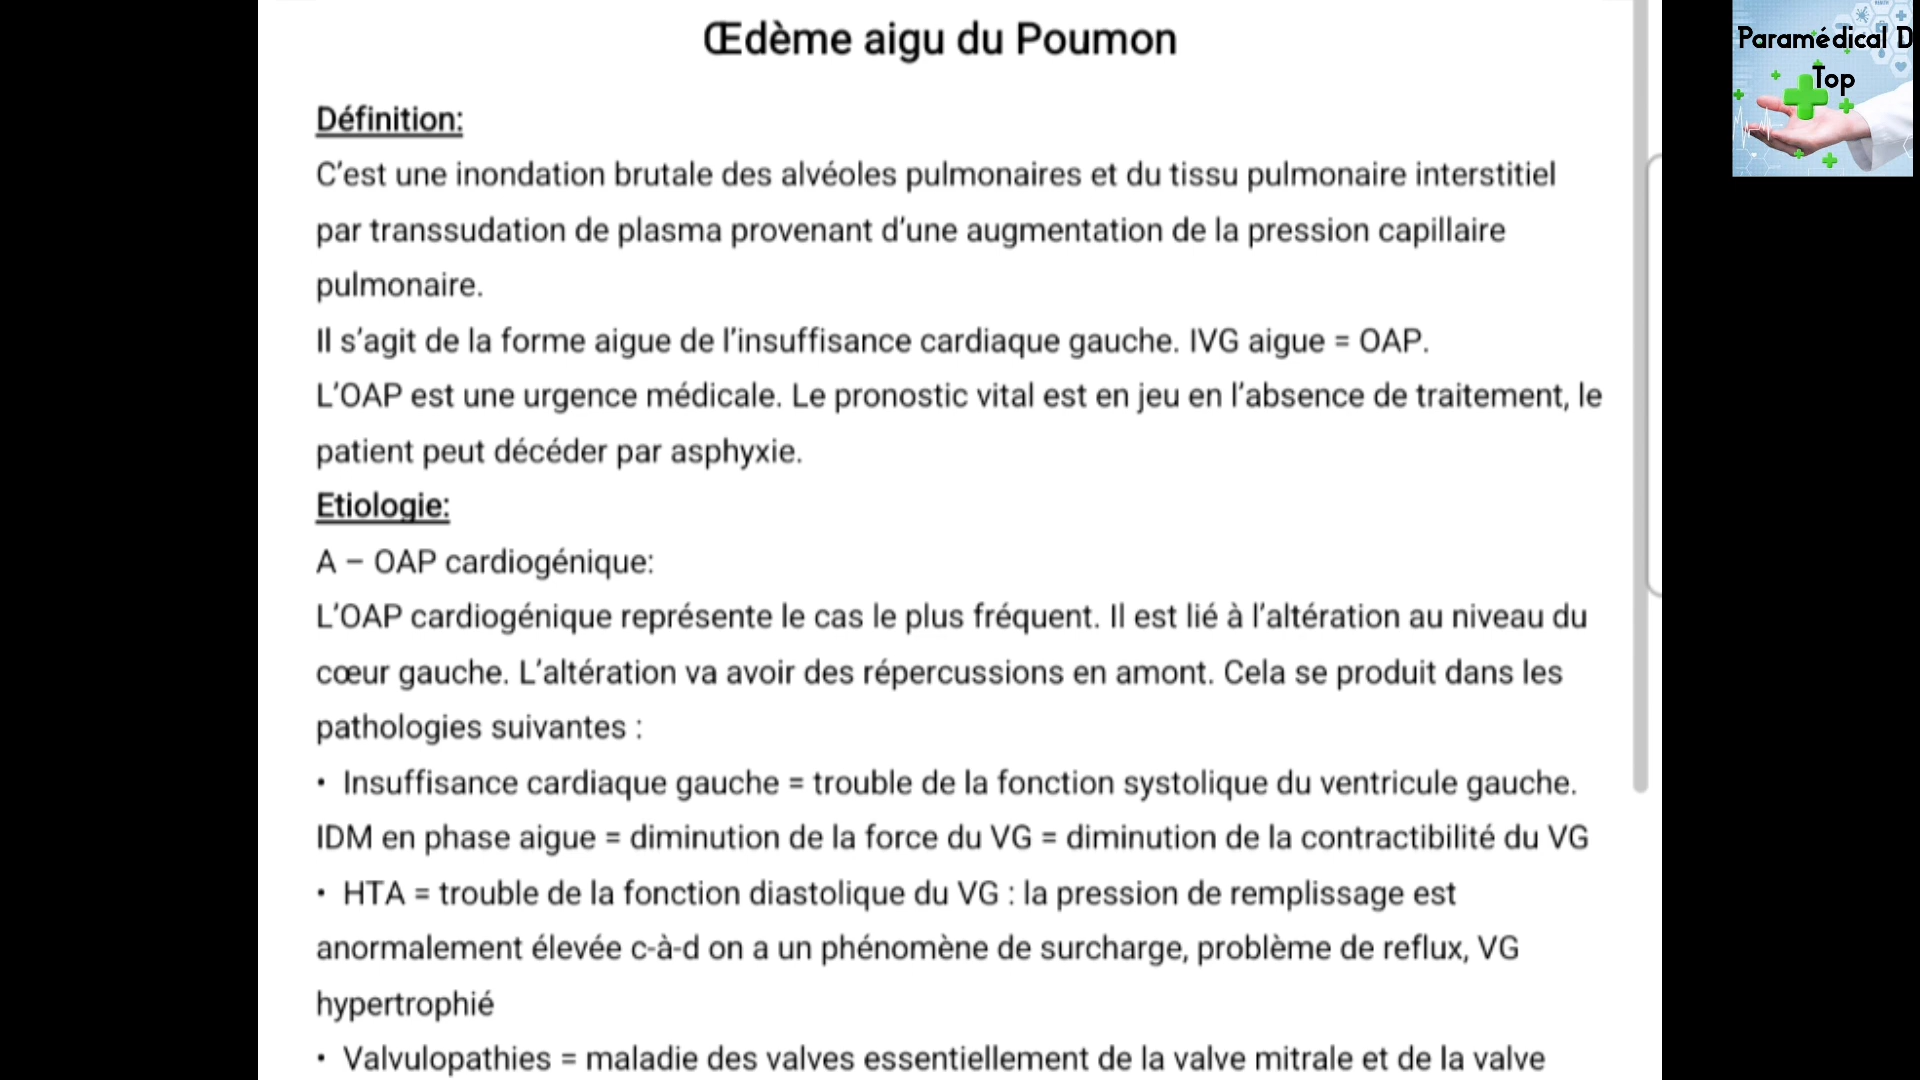 Œdème aigu du Poumon
Paramédical D
Top
Définition:
C’est une inondation brutale des alvéoles pulmonaires et du tissu pulmonaire interstitiel
par transsudation de plasma provenant d’une augmentation de la pression capillaire
pulmonaire.
Il s’agit de la forme aigue de l’insuffisance cardiaque gauche. IVG aigue = OAP.
L’OAP est une urgence médicale. Le pronostic vital est en jeu en l’absence de traitement, le
patient peut décéder par asphyxie.
Etiologie:
A – OAP cardiogénique:
L’OAP cardiogénique représente le cas le plus fréquent. Il est lié à l’altération au niveau du
cœur gauche. L’altération va avoir des répercussions en amont. Cela se produit dans les
pathologies suivantes :
• Insuffisance cardiaque gauche = trouble de la fonction systolique du ventricule gauche.
IDM en phase aigue = diminution de la force du VG = diminution de la contractibilité du VG
• HTA = trouble de la fonction diastolique du VG : la pression de remplissage est
anormalement élevée c-à-d on a un phénomène de surcharge, problème de reflux, VG
hypertrophié
• Valvulopathies = maladie des valves essentiellement de la valve mitrale et de la valve